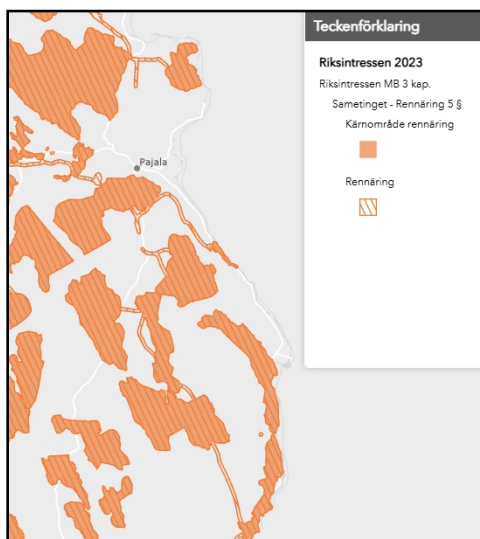 Teckenförklaring
Riksintressen 2023
Riksintressen MB 3 kap.
Sametinget - Rennäring 5 §
Kärnområde rennäring
Rennäring
Pajala